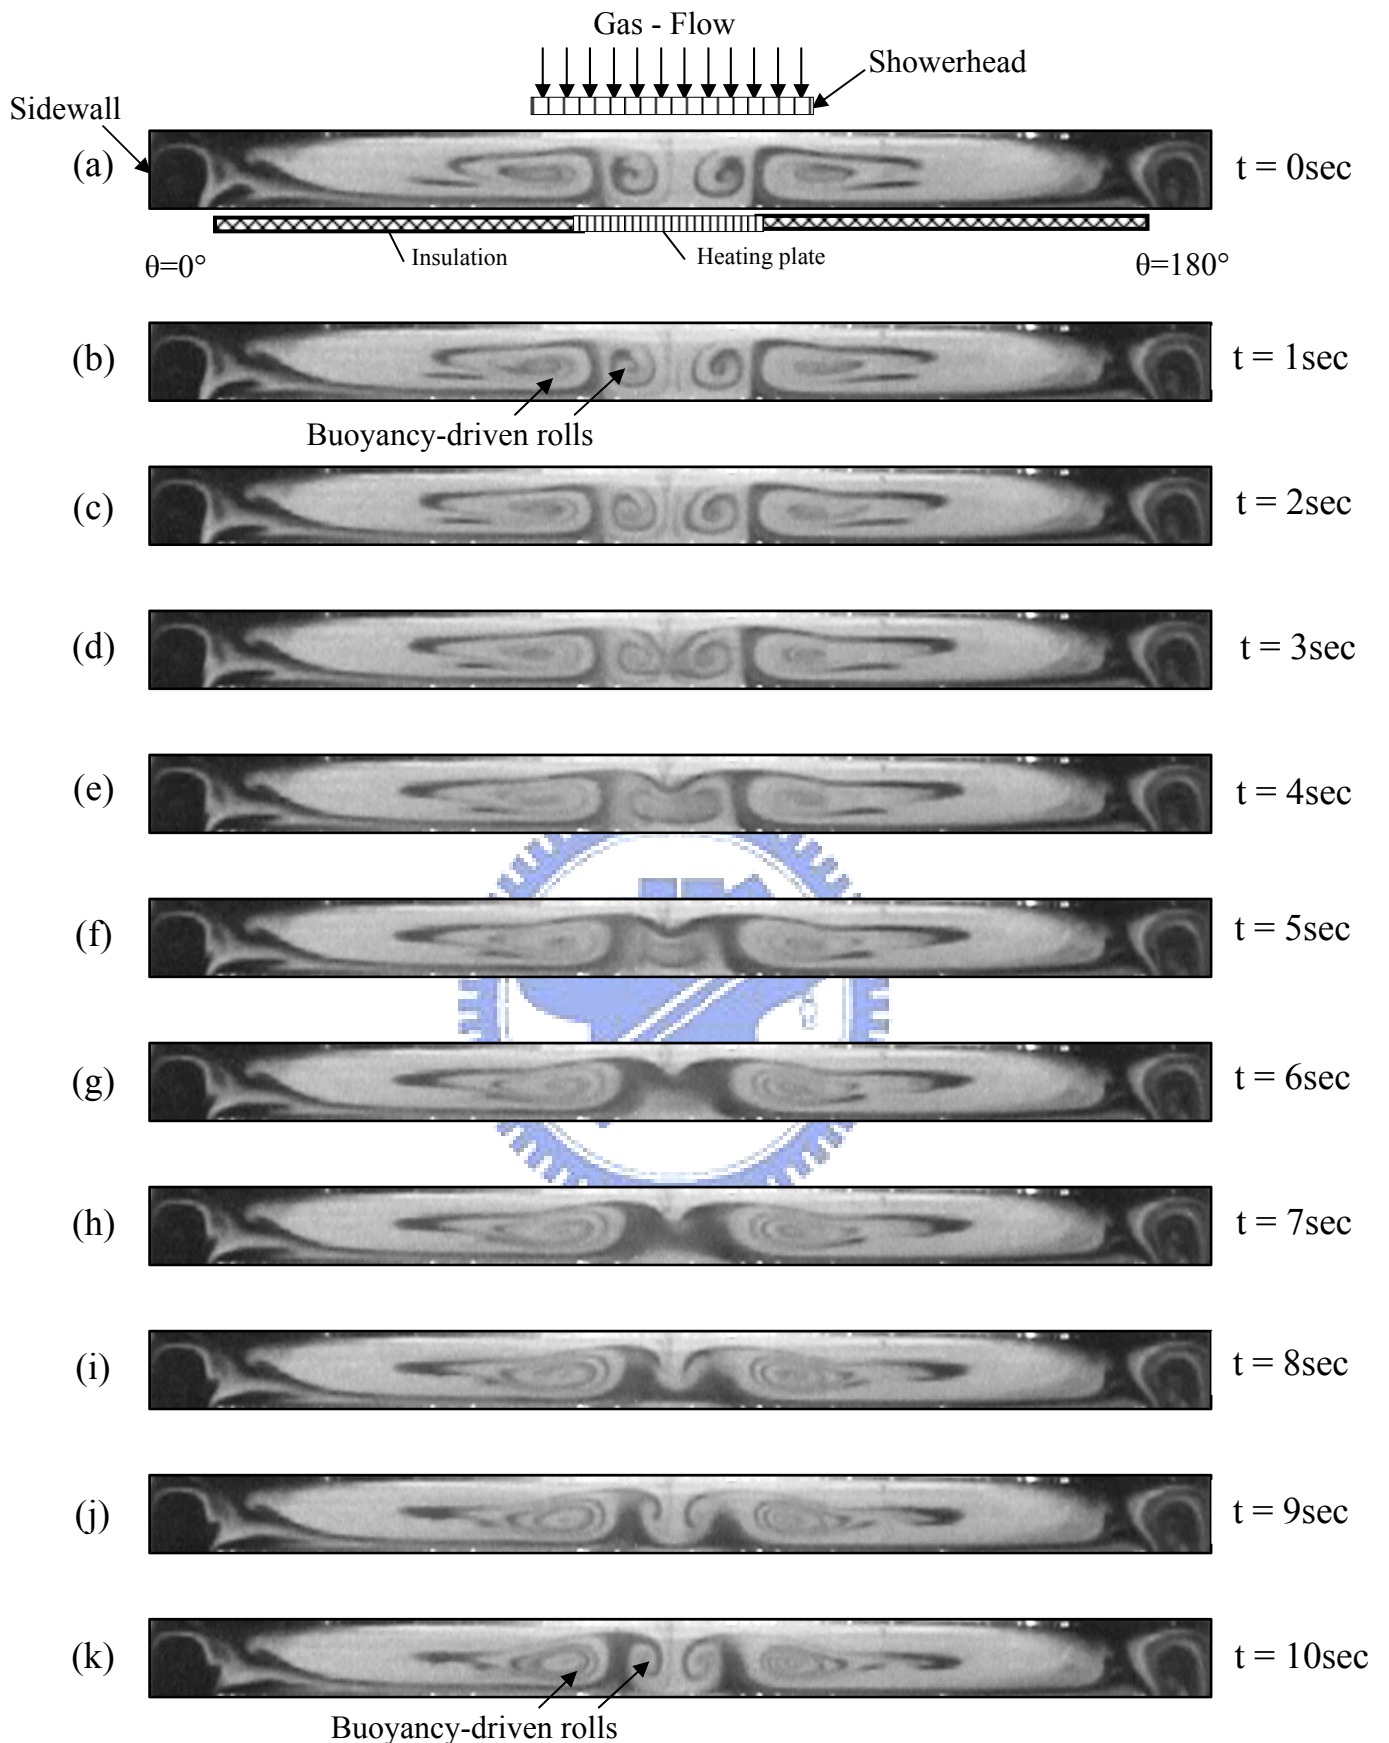 Gas - Flow
Showerhead
Sidewall
(a)
t = 0sec
Insulation
Heating plate
θ=0°
θ=180°
(b)
t = 1sec
Buoyancy-driven rolls
(c)
t = 2sec
(d)
t = 3sec
(e)
t = 4sec
(f)
t = 5sec
(g)
t = 6sec
(h)
t = 7sec
(i)
t = 8sec
(j)
t = 9sec
(k)
t = 10sec
Buoyancy-driven rolls